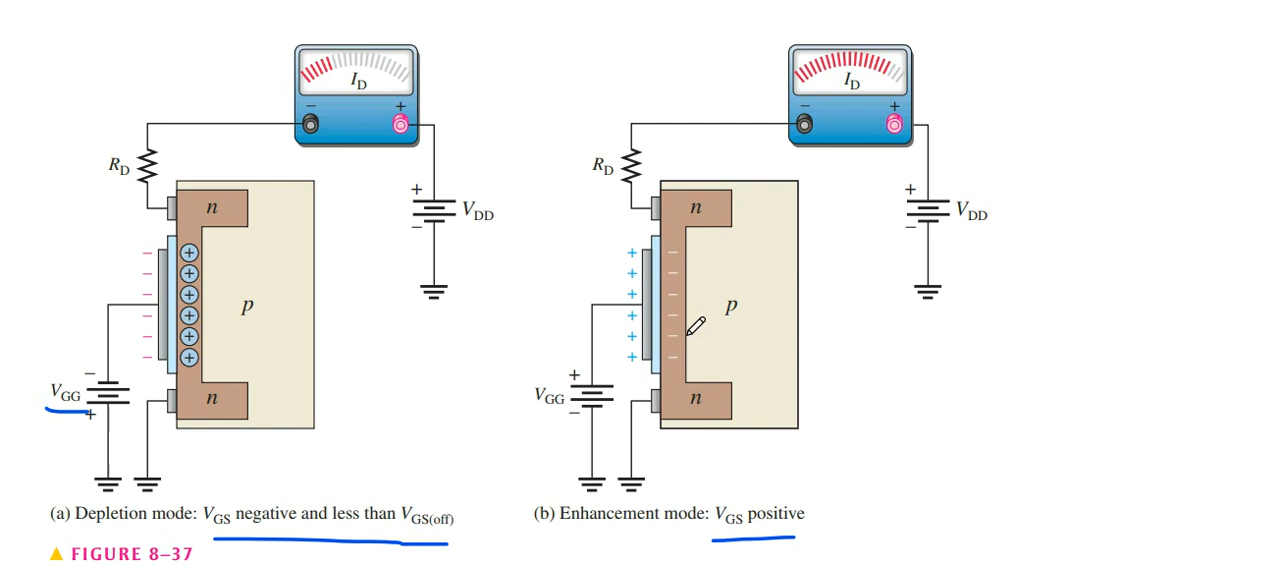 I_D I_D
− + − +
R_D R_D
n n
+ +
V_DD V_DD
− −
− + + −
− + + −
− + p + − p
− + + −
− + + −
− + + −
− +
V_GG V_GG
+ −
n n
(a) Depletion mode: V_GS negative and less than V_GS(off) (b) Enhancement mode: V_GS positive
▲ FIGURE 8–37